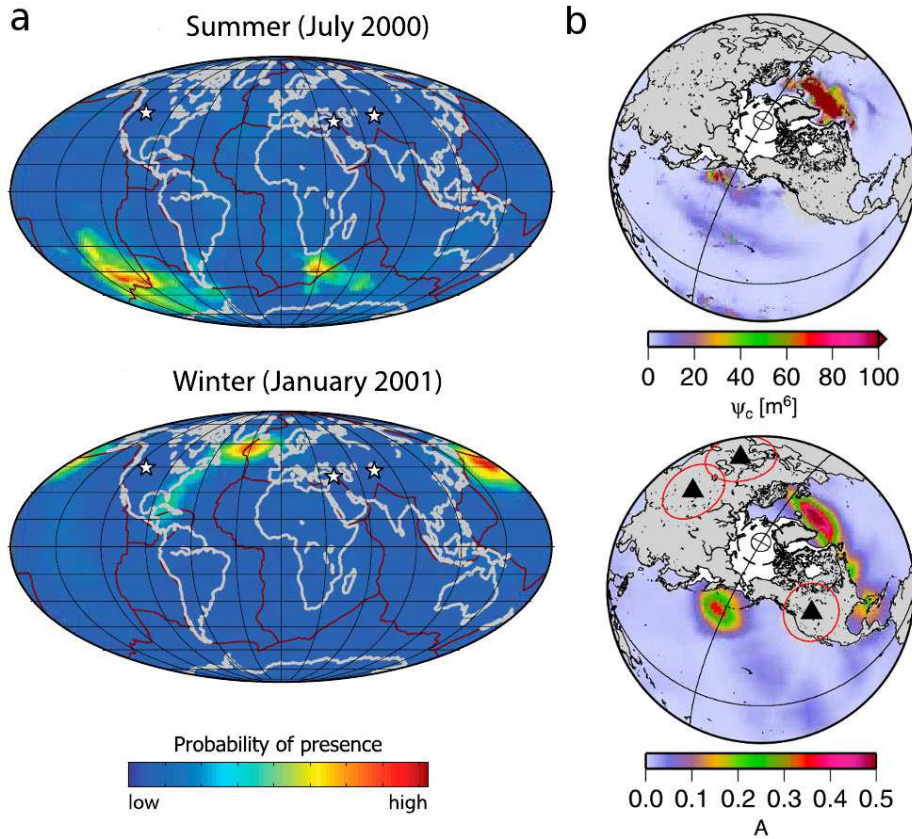 a
Summer (July 2000)
Winter (January 2001)
Probability of presence
low high
b
0 20 40 60 80 100
ψc [m⁶]
0.0 0.1 0.2 0.3 0.4 0.5
A